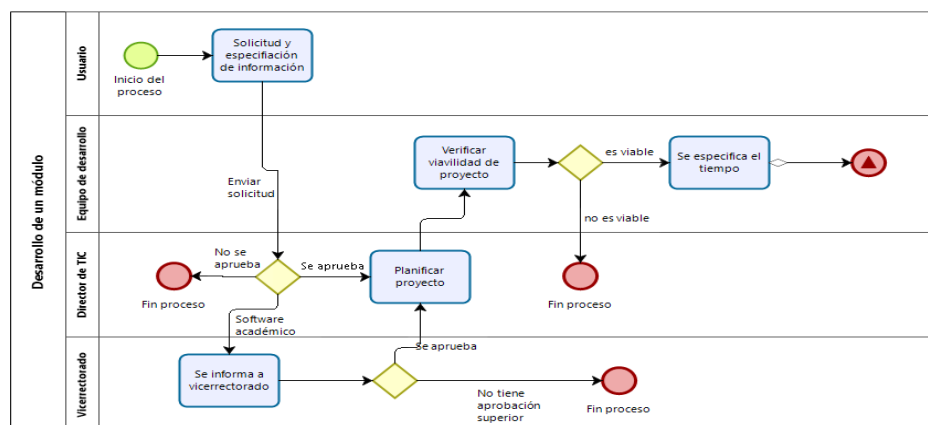 Desarrollo de un módulo
Usuario
Inicio del
proceso
Solicitud y
especifiación
de información
Equipo de desarrollo
Enviar
solicitud
Verificar
viavilidad de
proyecto
es viable
Se especifica el
tiempo
no es viable
Director de TIC
No se
aprueba
Se aprueba
Fin proceso
Planificar
proyecto
Fin proceso
Software
académico
Vicerrectorado
Se informa a
vicerrectorado
Se aprueba
No tiene
aprobación
superior
Fin proceso